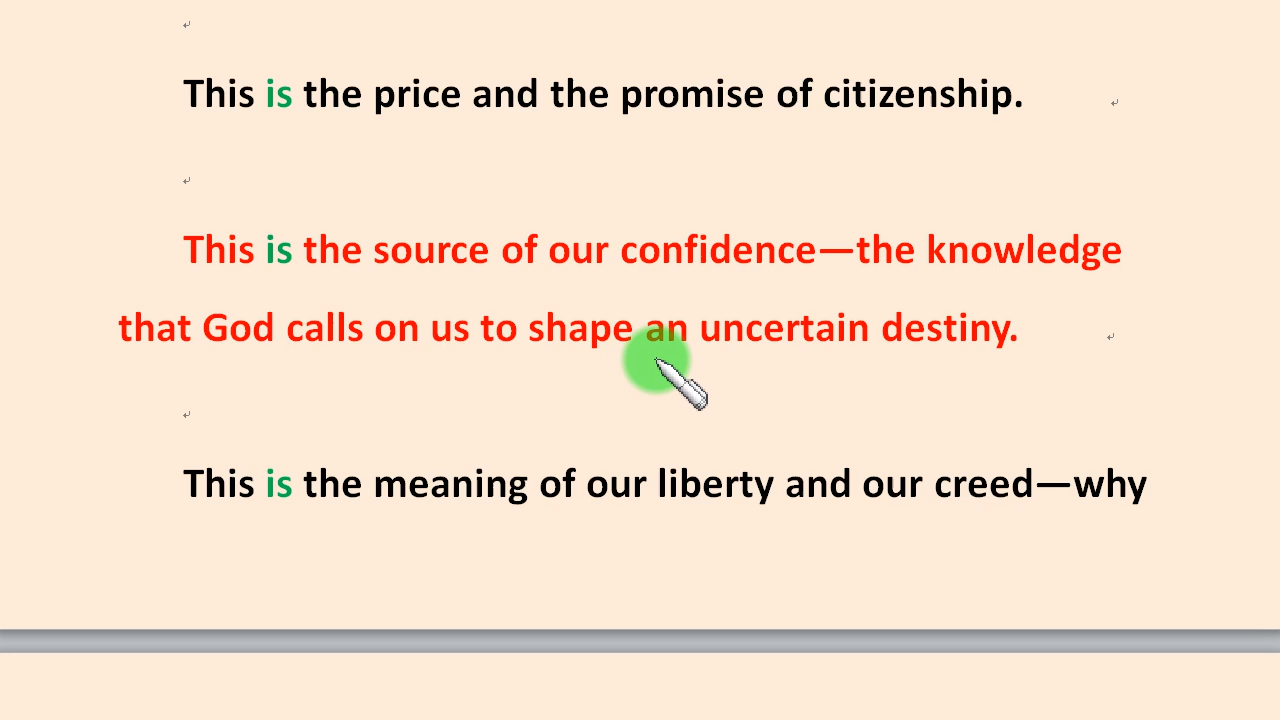 This is the price and the promise of citizenship.
This is the source of our confidence—the knowledge
that God calls on us to shape an uncertain destiny.
This is the meaning of our liberty and our creed—why